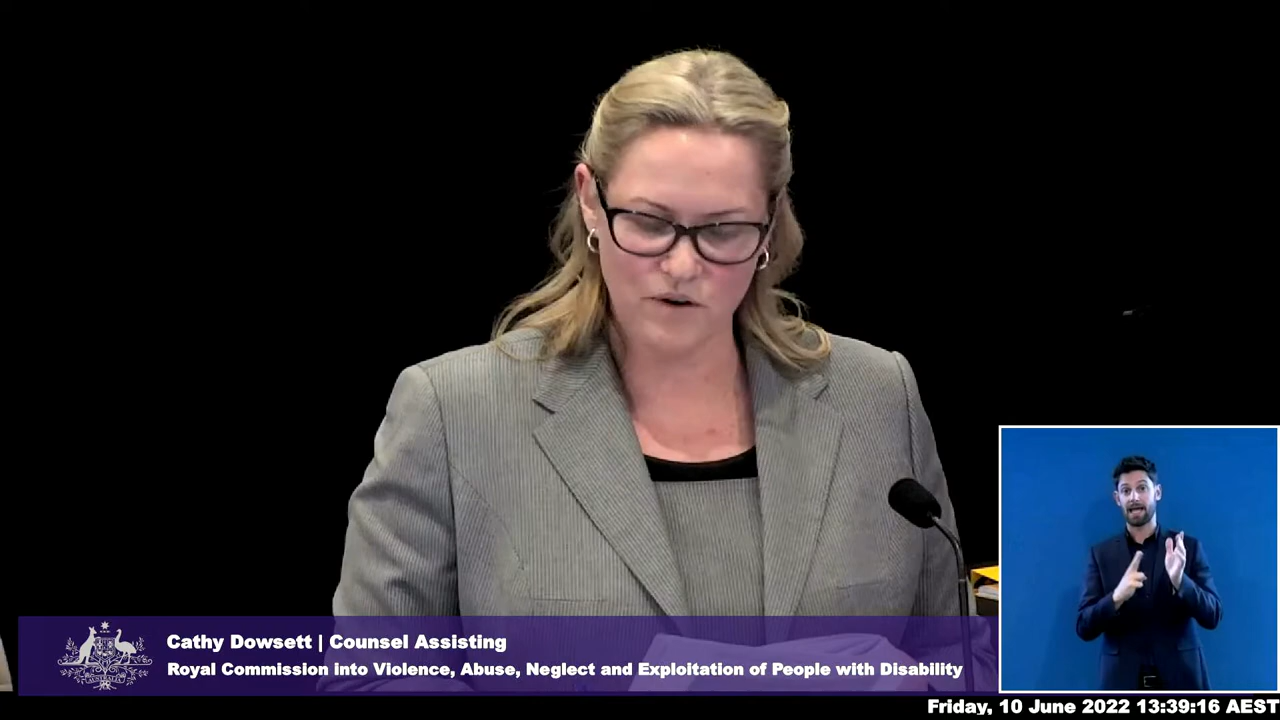 Cathy Dowsett | Counsel Assisting
Royal Commission into Violence, Abuse, Neglect and Exploitation of People with Disability
Friday, 10 June 2022 13:39:16 AEST